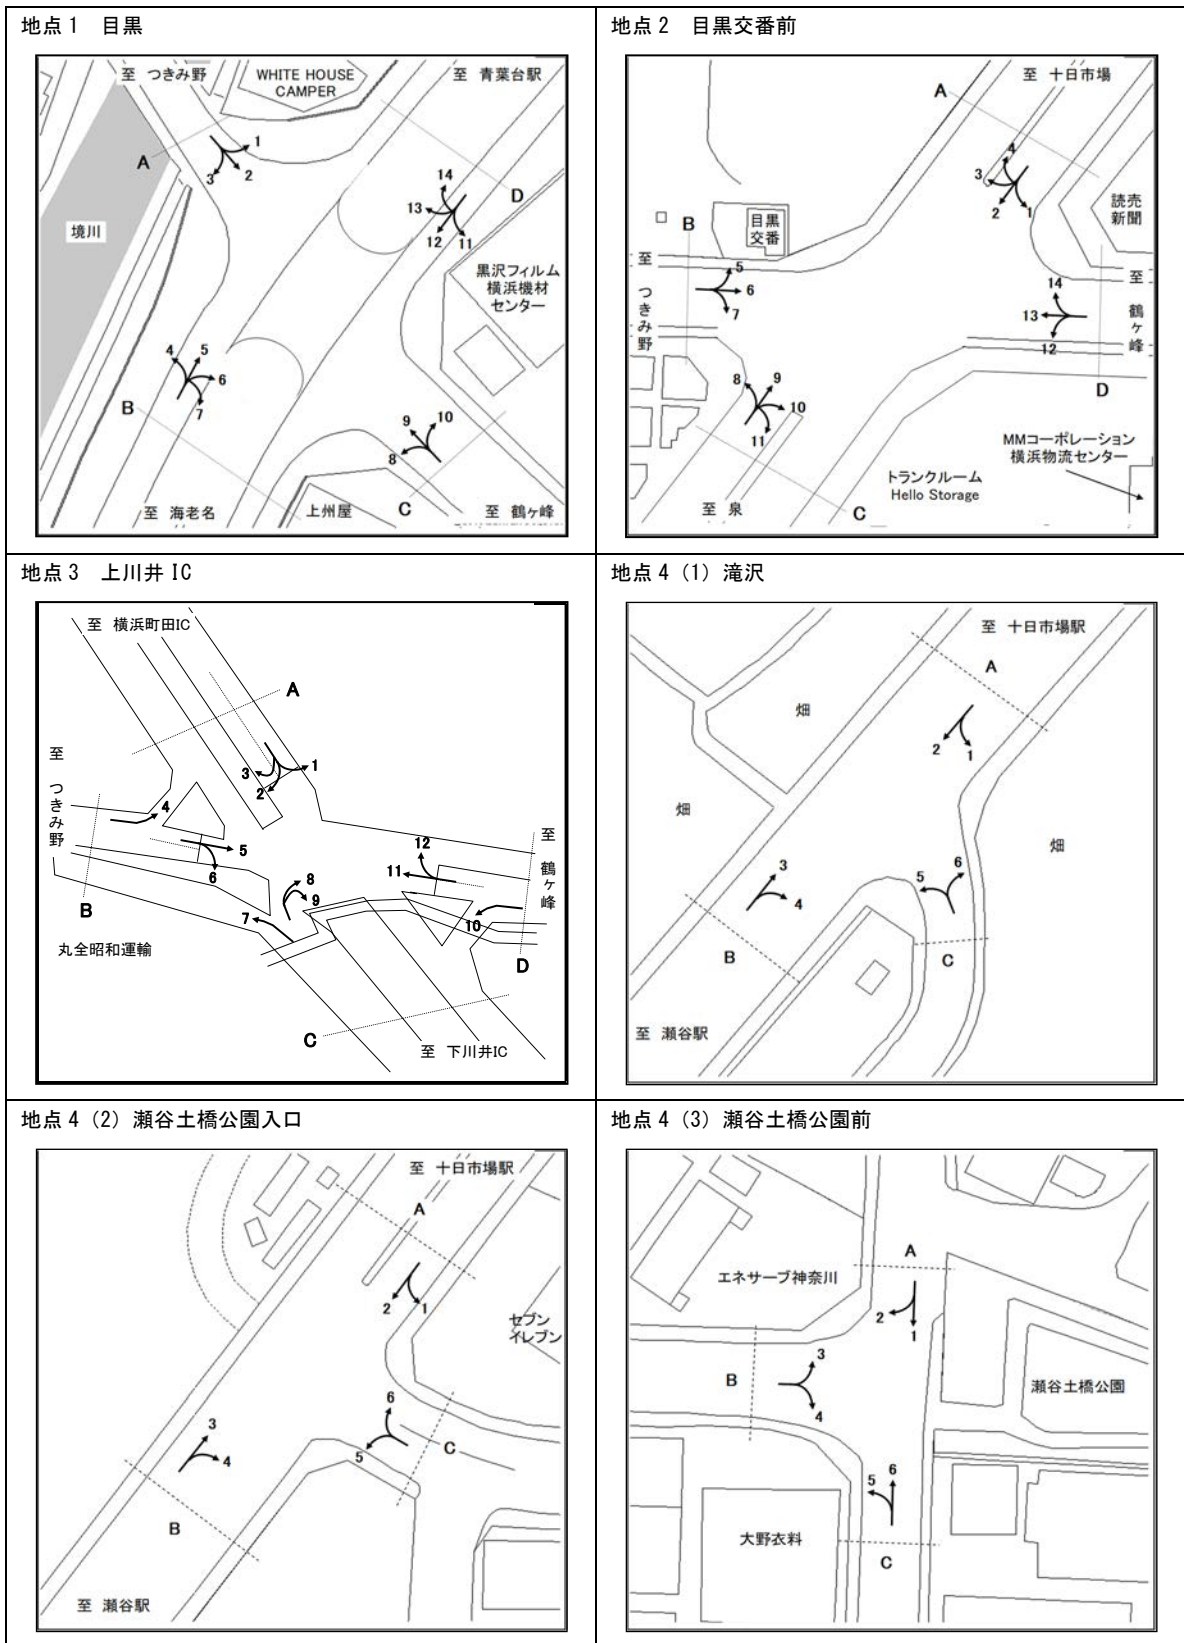 地点1 目黒
至 つきみ野
WHITE HOUSE
CAMPER
至 青葉台駅
A
1
2
3
境川
14
D
13
12
11
黒沢フィルム
横浜機材
センター
4
5
6
7
B
9
10
8
C
至 海老名
上州屋
至 鶴ヶ峰
地点2 目黒交番前
至 十日市場
A
4
3
2
1
読売
新聞
B
目黒
交番
至 つきみ野
5
6
7
至 鶴ヶ峰
14
13
12
D
8
9
10
11
MMコーポレーション
横浜物流センター
トランクルーム
Hello Storage
至 泉
C
地点3 上川井 IC
至 横浜町田IC
A
3
1
2
至 つきみ野
4
5
6
B
12
11
至 鶴ヶ峰
8
9
7
10
丸全昭和運輸
D
C
至 下川井IC
地点4 (1) 滝沢
至 十日市場駅
A
畑
2
1
畑
畑
3
4
6
5
B
C
至 瀬谷駅
地点4 (2) 瀬谷土橋公園入口
至 十日市場駅
A
2
1
セブン
イレブン
6
3
4
5
C
B
至 瀬谷駅
地点4 (3) 瀬谷土橋公園前
A
エネサーブ神奈川
2
1
3
B
4
瀬谷土橋公園
5
6
大野衣料
C